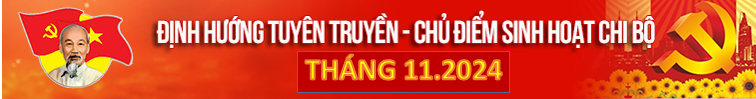 ĐỊNH HƯỚNG TUYÊN TRUYỀN - CHỦ ĐIỂM SINH HOẠT CHI BỘ
THÁNG 11.2024